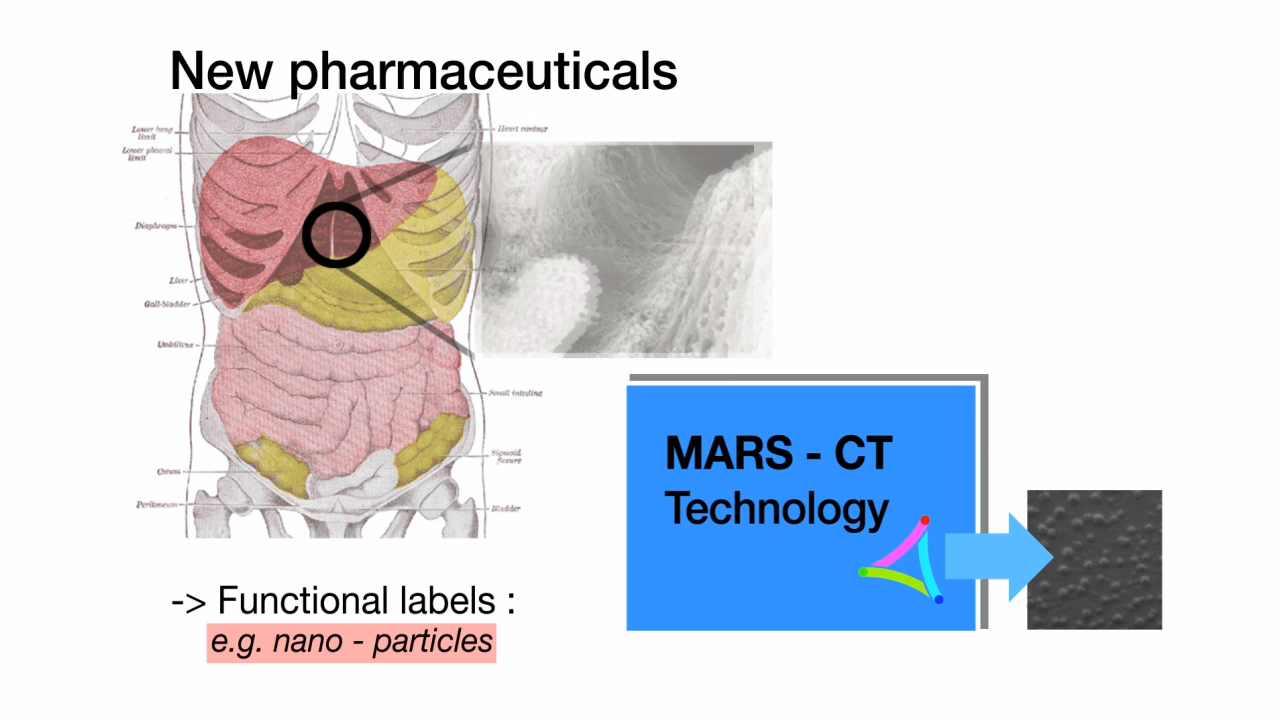 New pharmaceuticals
Lower lung
limit
Lower pleural
limit
Heart contour
Diaphragm
Liver
Gall-bladder
Umbilicus
Small intestine
Sigmoid
flexure
Cæcum
Peritoneum
Bladder
MARS - CT
Technology
-> Functional labels :
e.g. nano - particles